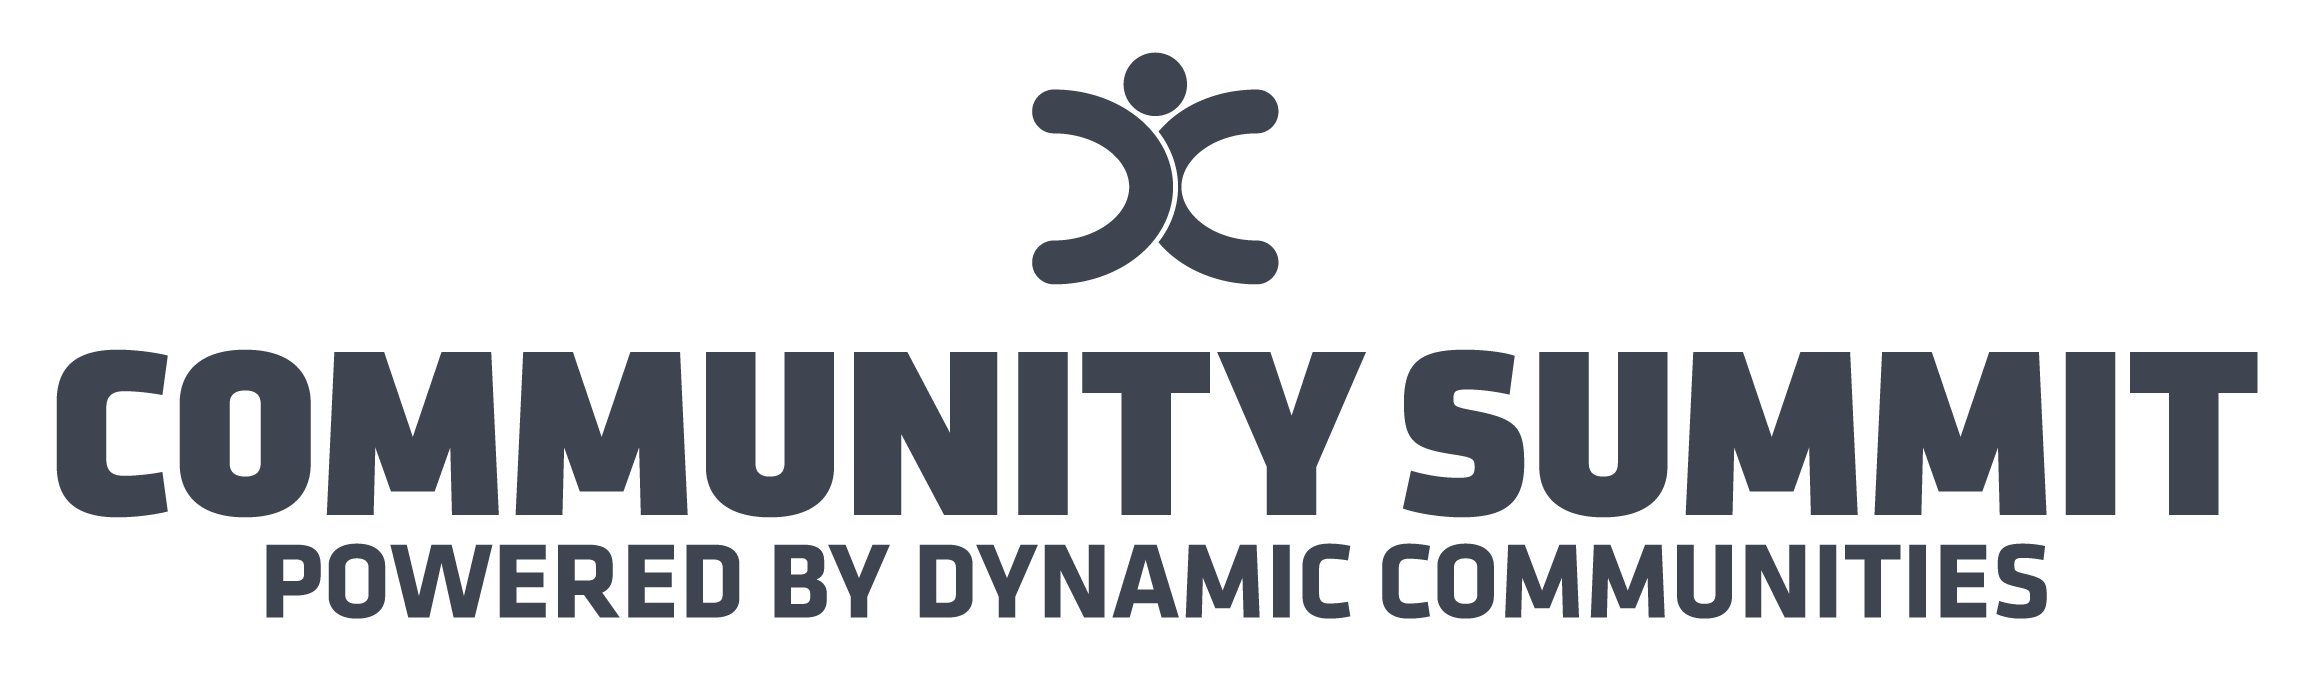 COMMUNITY SUMMIT
POWERED BY DYNAMIC COMMUNITIES